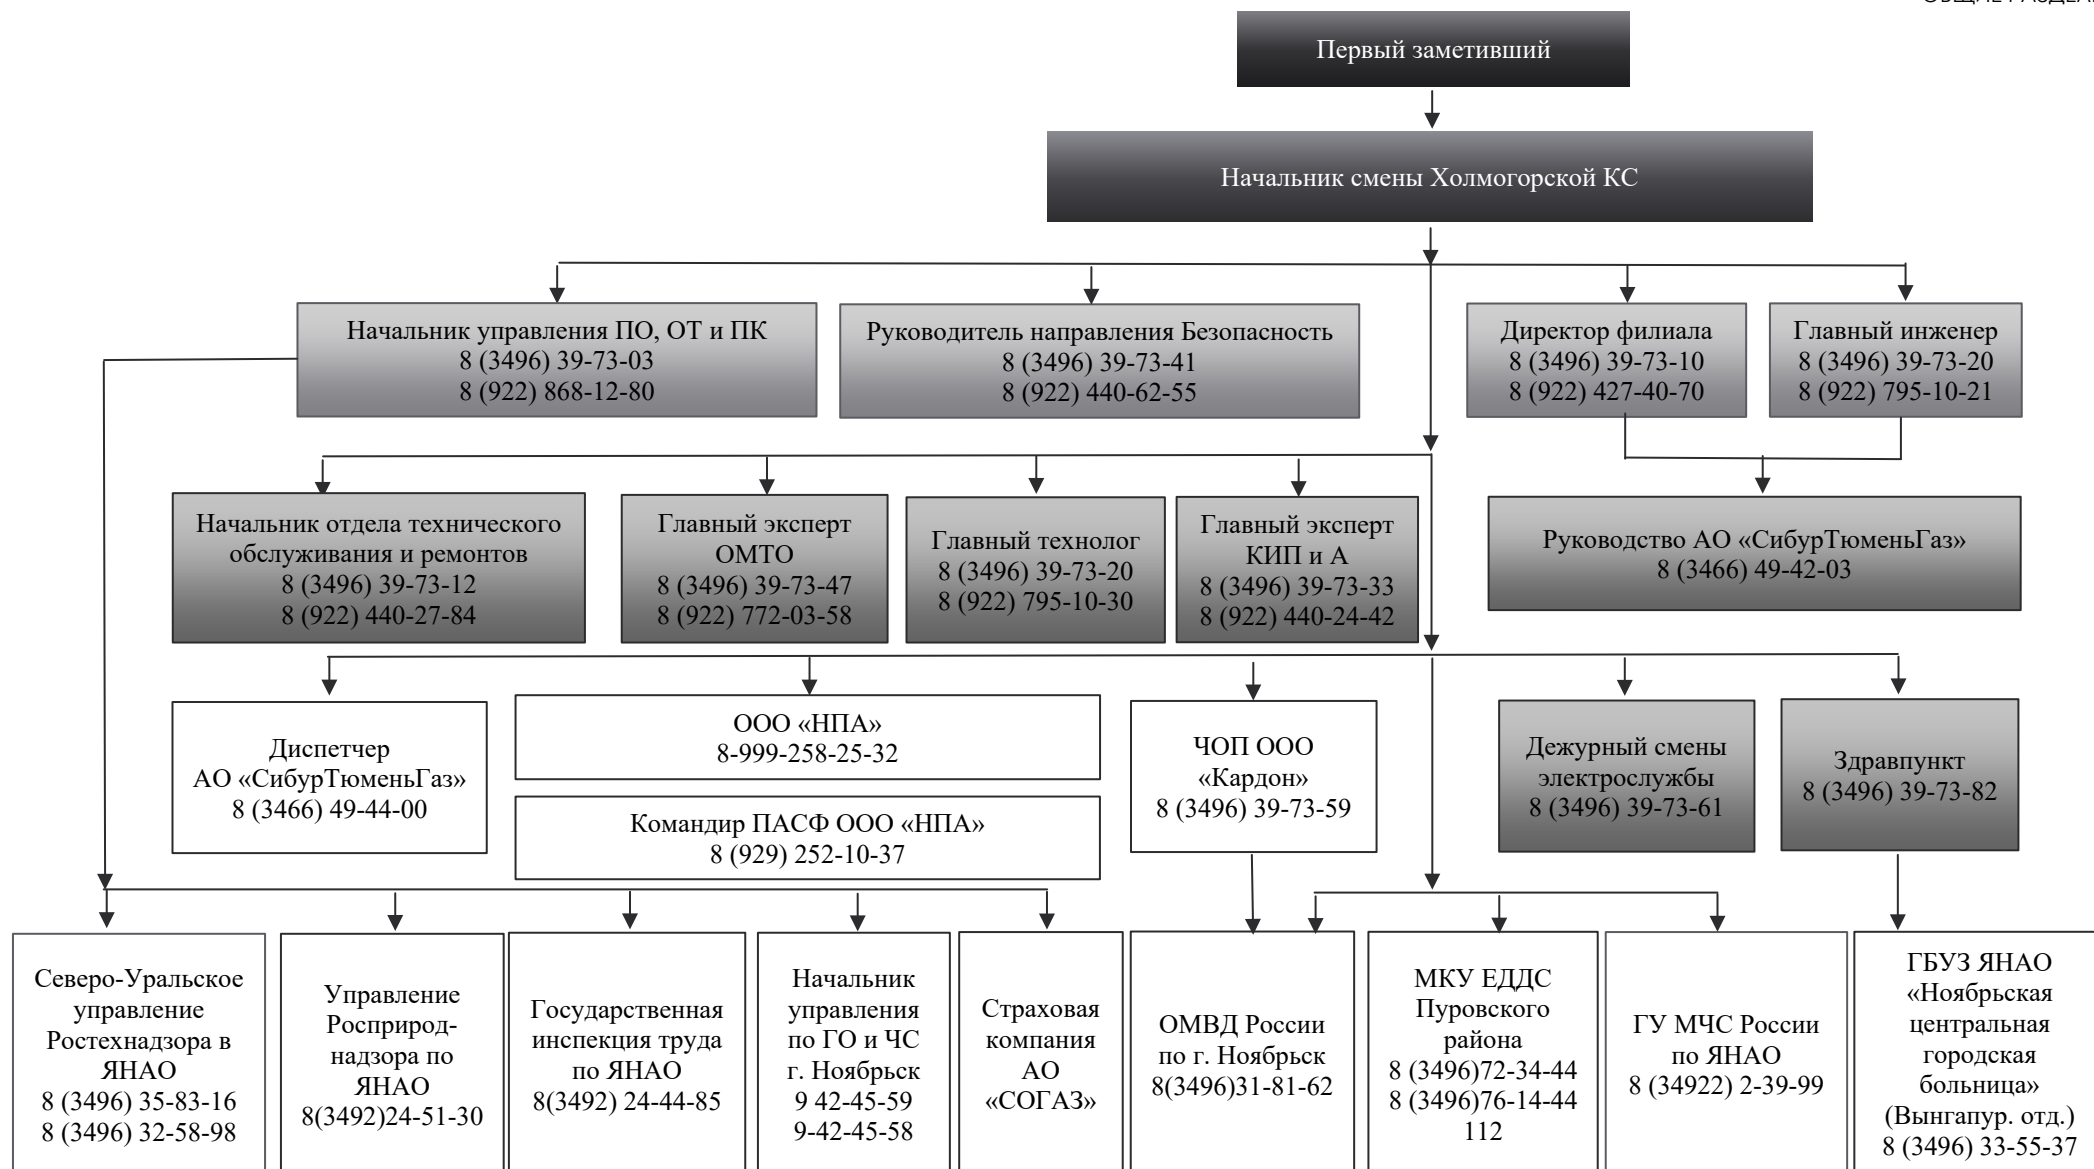 Первый заметивший
Начальник смены Холмогорской КС
Начальник управления ПО, ОТ и ПК
8 (3496) 39-73-03
8 (922) 868-12-80
Руководитель направления Безопасность
8 (3496) 39-73-41
8 (922) 440-62-55
Директор филиала
8 (3496) 39-73-10
8 (922) 427-40-70
Главный инженер
8 (3496) 39-73-20
8 (922) 795-10-21
Начальник отдела технического
обслуживания и ремонтов
8 (3496) 39-73-12
8 (922) 440-27-84
Главный эксперт
ОМТО
8 (3496) 39-73-47
8 (922) 772-03-58
Главный технолог
8 (3496) 39-73-20
8 (922) 795-10-30
Главный эксперт
КИП и А
8 (3496) 39-73-33
8 (922) 440-24-42
Руководство АО «СибурТюменьГаз»
8 (3466) 49-42-03
Диспетчер
АО «СибурТюменьГаз»
8 (3466) 49-44-00
ООО «НПА»
8-999-258-25-32
Командир ПАСФ ООО «НПА»
8 (929) 252-10-37
ЧОП ООО
«Кардон»
8 (3496) 39-73-59
Дежурный смены
электрослужбы
8 (3496) 39-73-61
Здравпункт
8 (3496) 39-73-82
Северо-Уральское
управление
Ростехнадзора в
ЯНАО
8 (3496) 35-83-16
8 (3496) 32-58-98
Управление
Росприрод-
надзора по
ЯНАО
8(3492)24-51-30
Государственная
инспекция труда
по ЯНАО
8(3492) 24-44-85
Начальник
управления
по ГО и ЧС
г. Ноябрьск
9 42-45-59
9-42-45-58
Страховая
компания
АО
«СОГАЗ»
ОМВД России
по г. Ноябрьск
8(3496)31-81-62
МКУ ЕДДС
Пуровского
района
8 (3496)72-34-44
8 (3496)76-14-44
112
ГУ МЧС России
по ЯНАО
8 (34922) 2-39-99
ГБУЗ ЯНАО
«Ноябрьская
центральная
городская
больница»
(Вынгапур. отд.)
8 (3496) 33-55-37